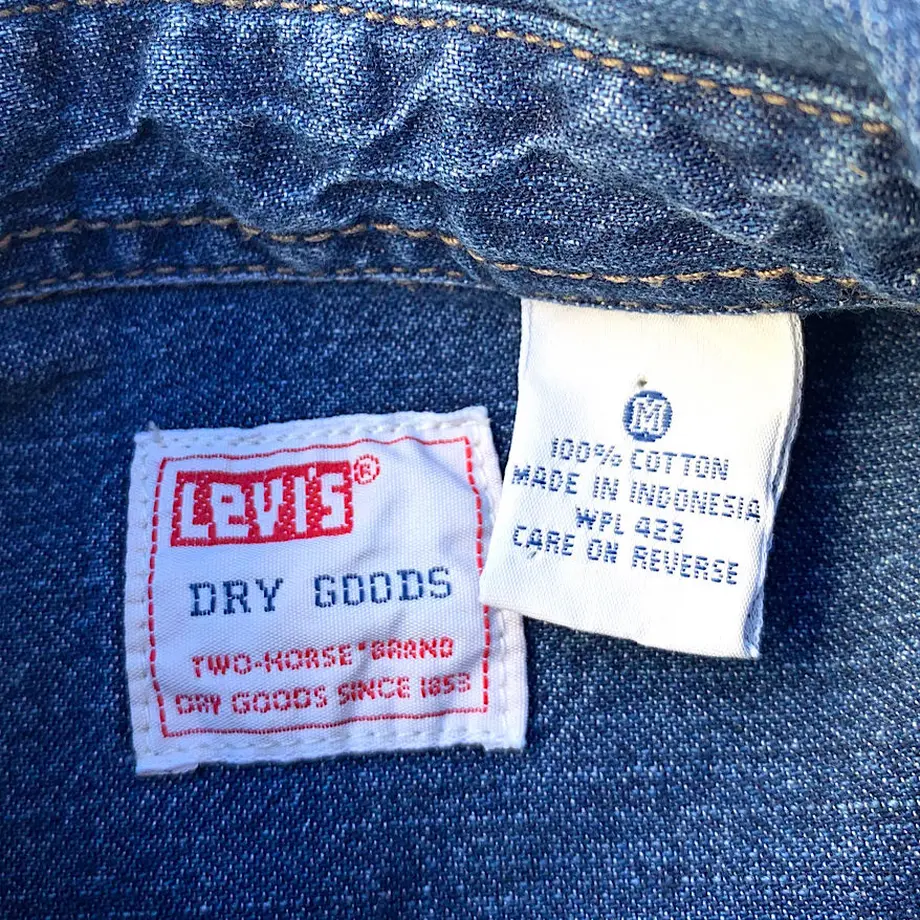 LEVI'S®
DRY GOODS
TWO-HORSE® BRAND
DRY GOODS SINCE 1853
M
100% COTTON
MADE IN INDONESIA
WPL 423
CARE ON REVERSE